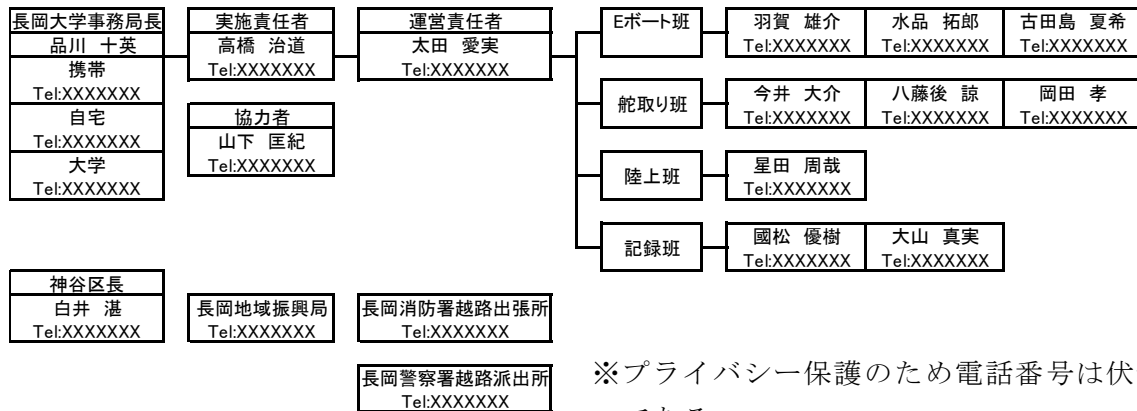 長岡大学事務局長
品川 十英
携帯
Tel:XXXXXXX
自宅
Tel:XXXXXXX
大学
Tel:XXXXXXX
実施責任者
高橋 治道
Tel:XXXXXXX
協力者
山下 匡紀
Tel:XXXXXXX
運営責任者
太田 愛実
Tel:XXXXXXX
Eボート班
羽賀 雄介
Tel:XXXXXXX
水品 拓郎
Tel:XXXXXXX
古田島 夏希
Tel:XXXXXXX
舵取り班
今井 大介
Tel:XXXXXXX
八藤後 諒
Tel:XXXXXXX
岡田 孝
Tel:XXXXXXX
陸上班
星田 周哉
Tel:XXXXXXX
記録班
國松 優樹
Tel:XXXXXXX
大山 真実
Tel:XXXXXXX
神谷区長
白井 湛
Tel:XXXXXXX
長岡地域振興局
Tel:XXXXXXX
長岡消防署越路出張所
Tel:XXXXXXX
長岡警察署越路派出所
Tel:XXXXXXX
※プライバシー保護のため電話番号は伏